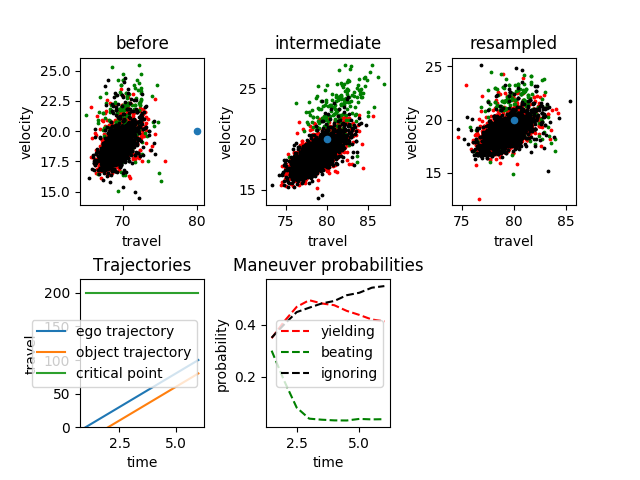 before
intermediate
resampled
25.0
22.5
20.0
17.5
15.0
velocity
70
80
travel
25
20
15
velocity
75
80
85
travel
25
20
15
velocity
75
80
85
travel
Trajectories
Maneuver probabilities
200
150
100
50
0
travel
ego trajectory
object trajectory
critical point
2.5
5.0
time
0.4
0.2
probability
yielding
beating
ignoring
2.5
5.0
time